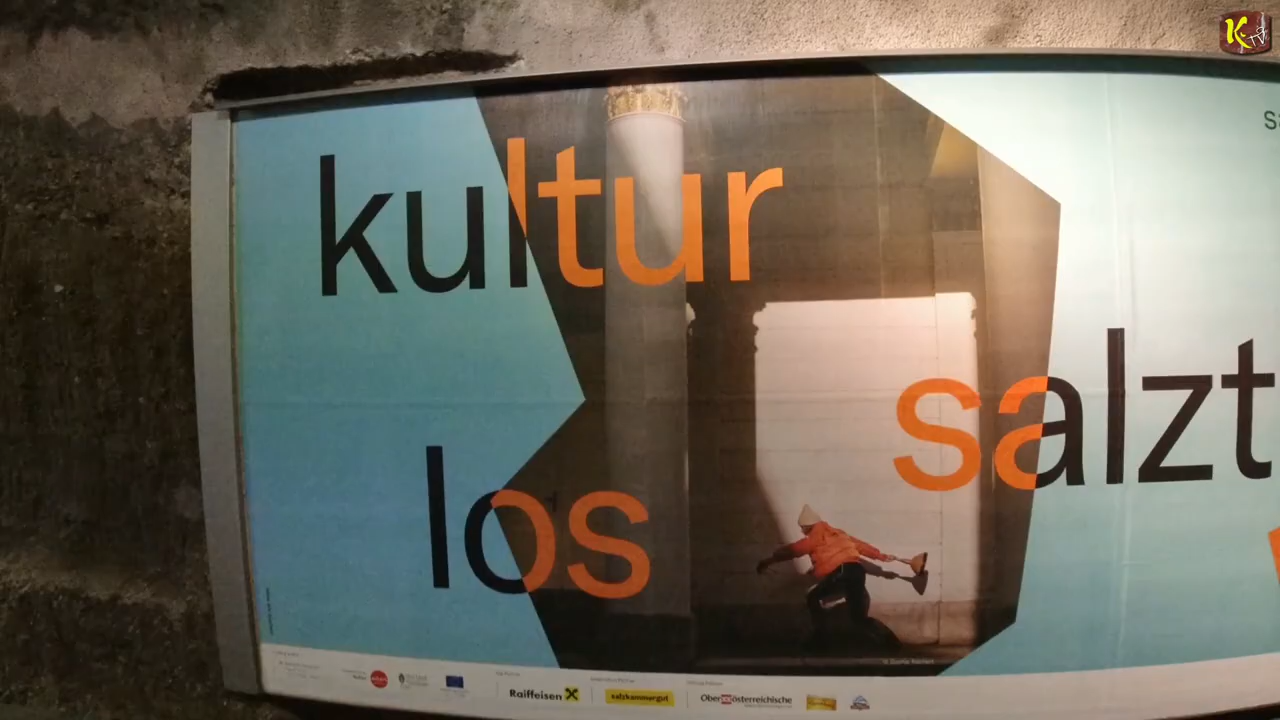 kultur
salzt
los
Raiffeisen
salzkammergut
Oberösterreichische